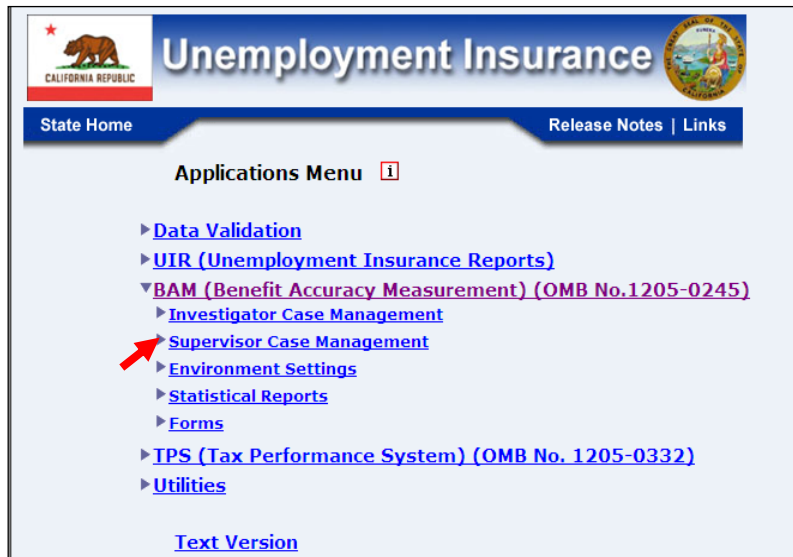 CALIFORNIA REPUBLIC
Unemployment Insurance
State Home
Release Notes | Links
Applications Menu i
Data Validation
UIR (Unemployment Insurance Reports)
BAM (Benefit Accuracy Measurement) (OMB No.1205-0245)
Investigator Case Management
Supervisor Case Management
Environment Settings
Statistical Reports
Forms
TPS (Tax Performance System) (OMB No. 1205-0332)
Utilities
Text Version